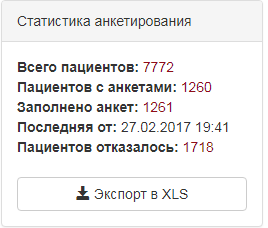 Статистика анкетирования
Всего пациентов: 7772
Пациентов с анкетами: 1260
Заполнено анкет: 1261
Последняя от: 27.02.2017 19:41
Пациентов отказалось: 1718
Экспорт в XLS